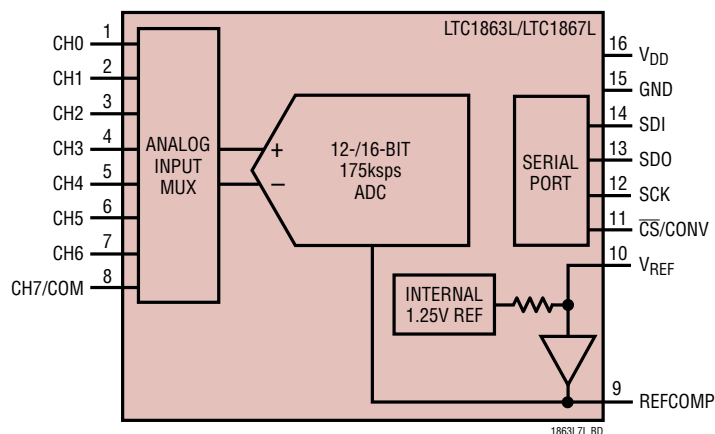 LTC1863L/LTC1867L
1 CH0
2 CH1
3 CH2
4 CH3
5 CH4
6 CH5
7 CH6
8 CH7/COM
ANALOG
INPUT
MUX
+
–
12-/16-BIT
175ksps
ADC
SERIAL
PORT
INTERNAL
1.25V REF
16 VDD
15 GND
14 SDI
13 SDO
12 SCK
11 C̅S̅/CONV
10 VREF
9 REFCOMP
1863L7L BD